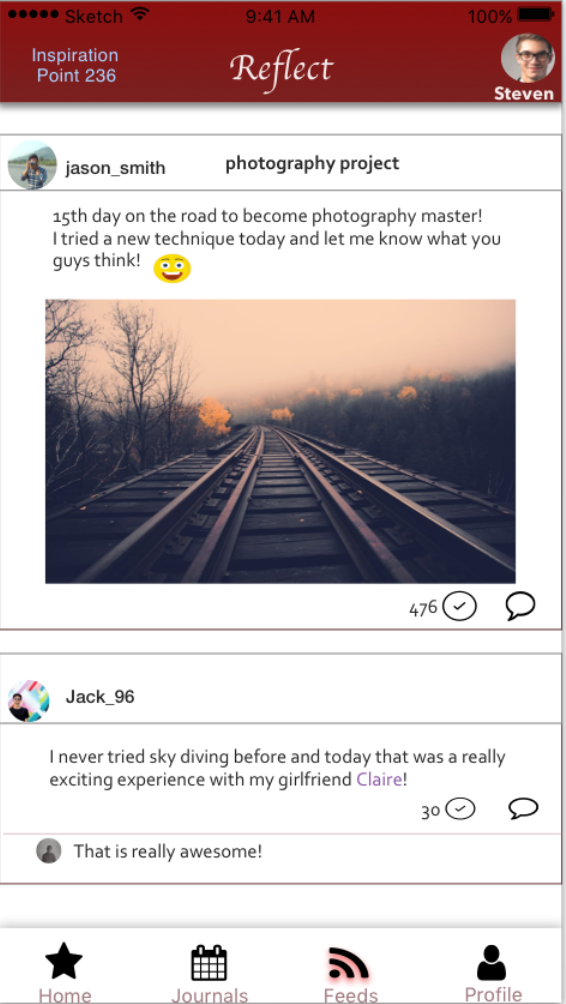 Sketch 9:41 AM 100%
Inspiration
Point 236
Reflect
Steven
jason_smith photography project
15th day on the road to become photography master!
I tried a new technique today and let me know what you
guys think!
476
Jack_96
I never tried sky diving before and today that was a really
exciting experience with my girlfriend Claire!
30
That is really awesome!
Home Journals Feeds Profile